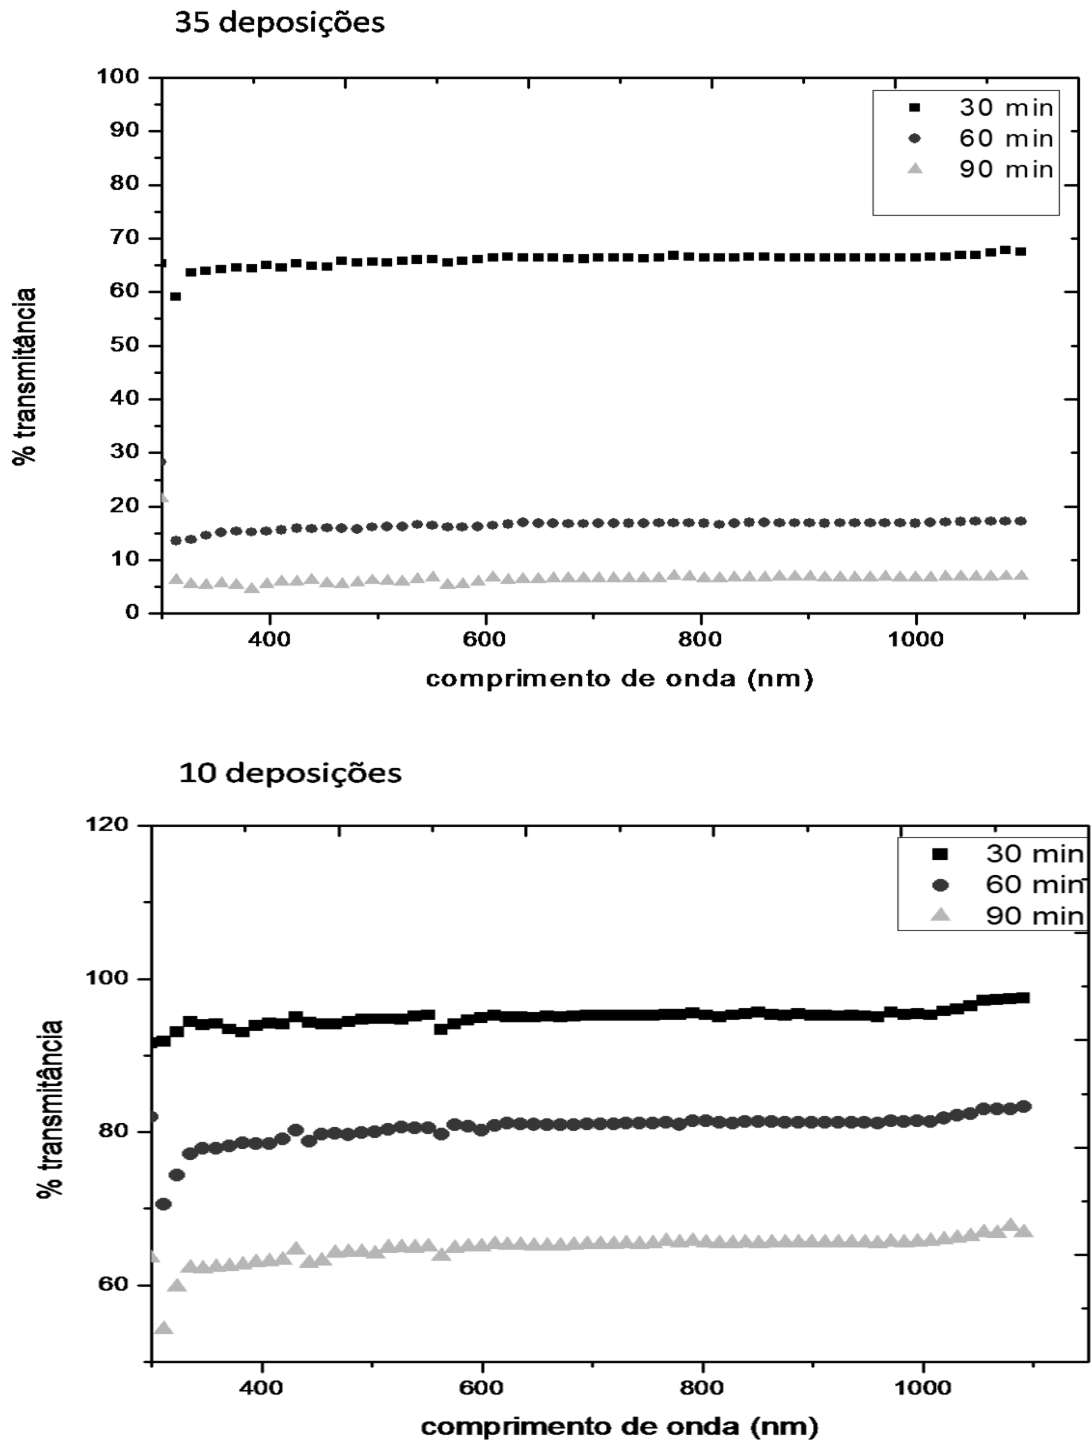 35 deposições
100
90
80
70
60
50
40
30
20
10
0
% transmitância
30 min
60 min
90 min
400 600 800 1000
comprimento de onda (nm)
10 deposições
120
100
80
60
% transmitância
30 min
60 min
90 min
400 600 800 1000
comprimento de onda (nm)